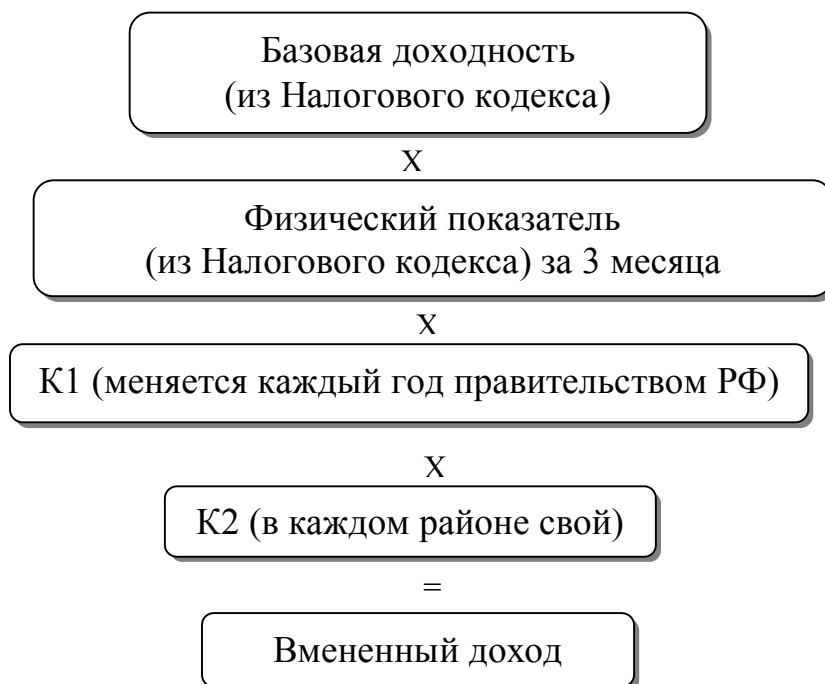 Базовая доходность
(из Налогового кодекса)
X
Физический показатель
(из Налогового кодекса) за 3 месяца
X
К1 (меняется каждый год правительством РФ)
X
К2 (в каждом районе свой)
=
Вмененный доход